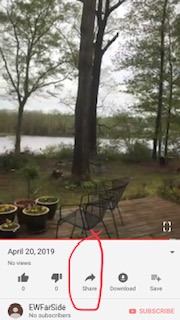 April 20, 2019
No views
0 0 Share Download Save
EWFarSide
No subscribers
SUBSCRIBE